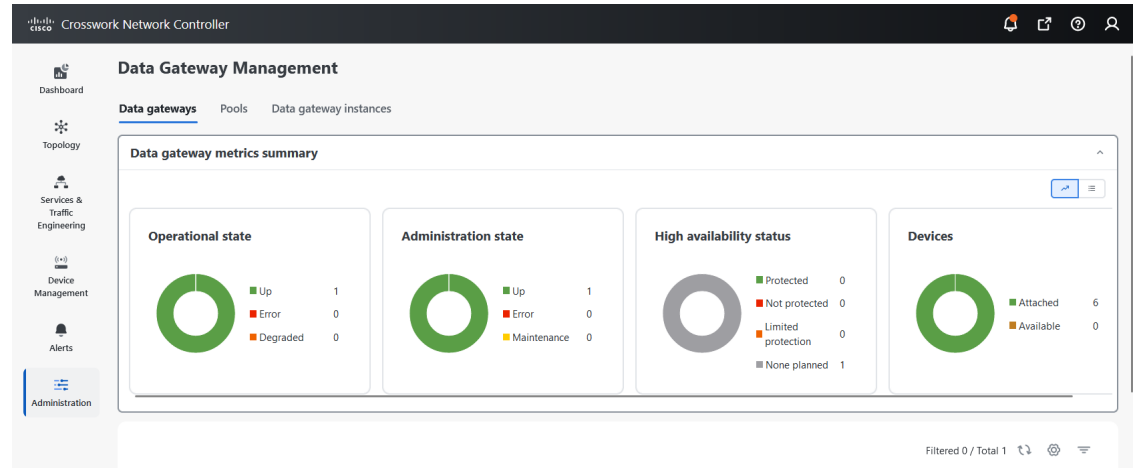 cisco Crosswork Network Controller
Dashboard
Topology
Services &
Traffic
Engineering
Device
Management
Alerts
Administration
Data Gateway Management
Data gateways Pools Data gateway instances
Data gateway metrics summary
Operational state
Up 1
Error 0
Degraded 0
Administration state
Up 1
Error 0
Maintenance 0
High availability status
Protected 0
Not protected 0
Limited
protection 0
None planned 1
Devices
Attached 6
Available 0
Filtered 0 / Total 1